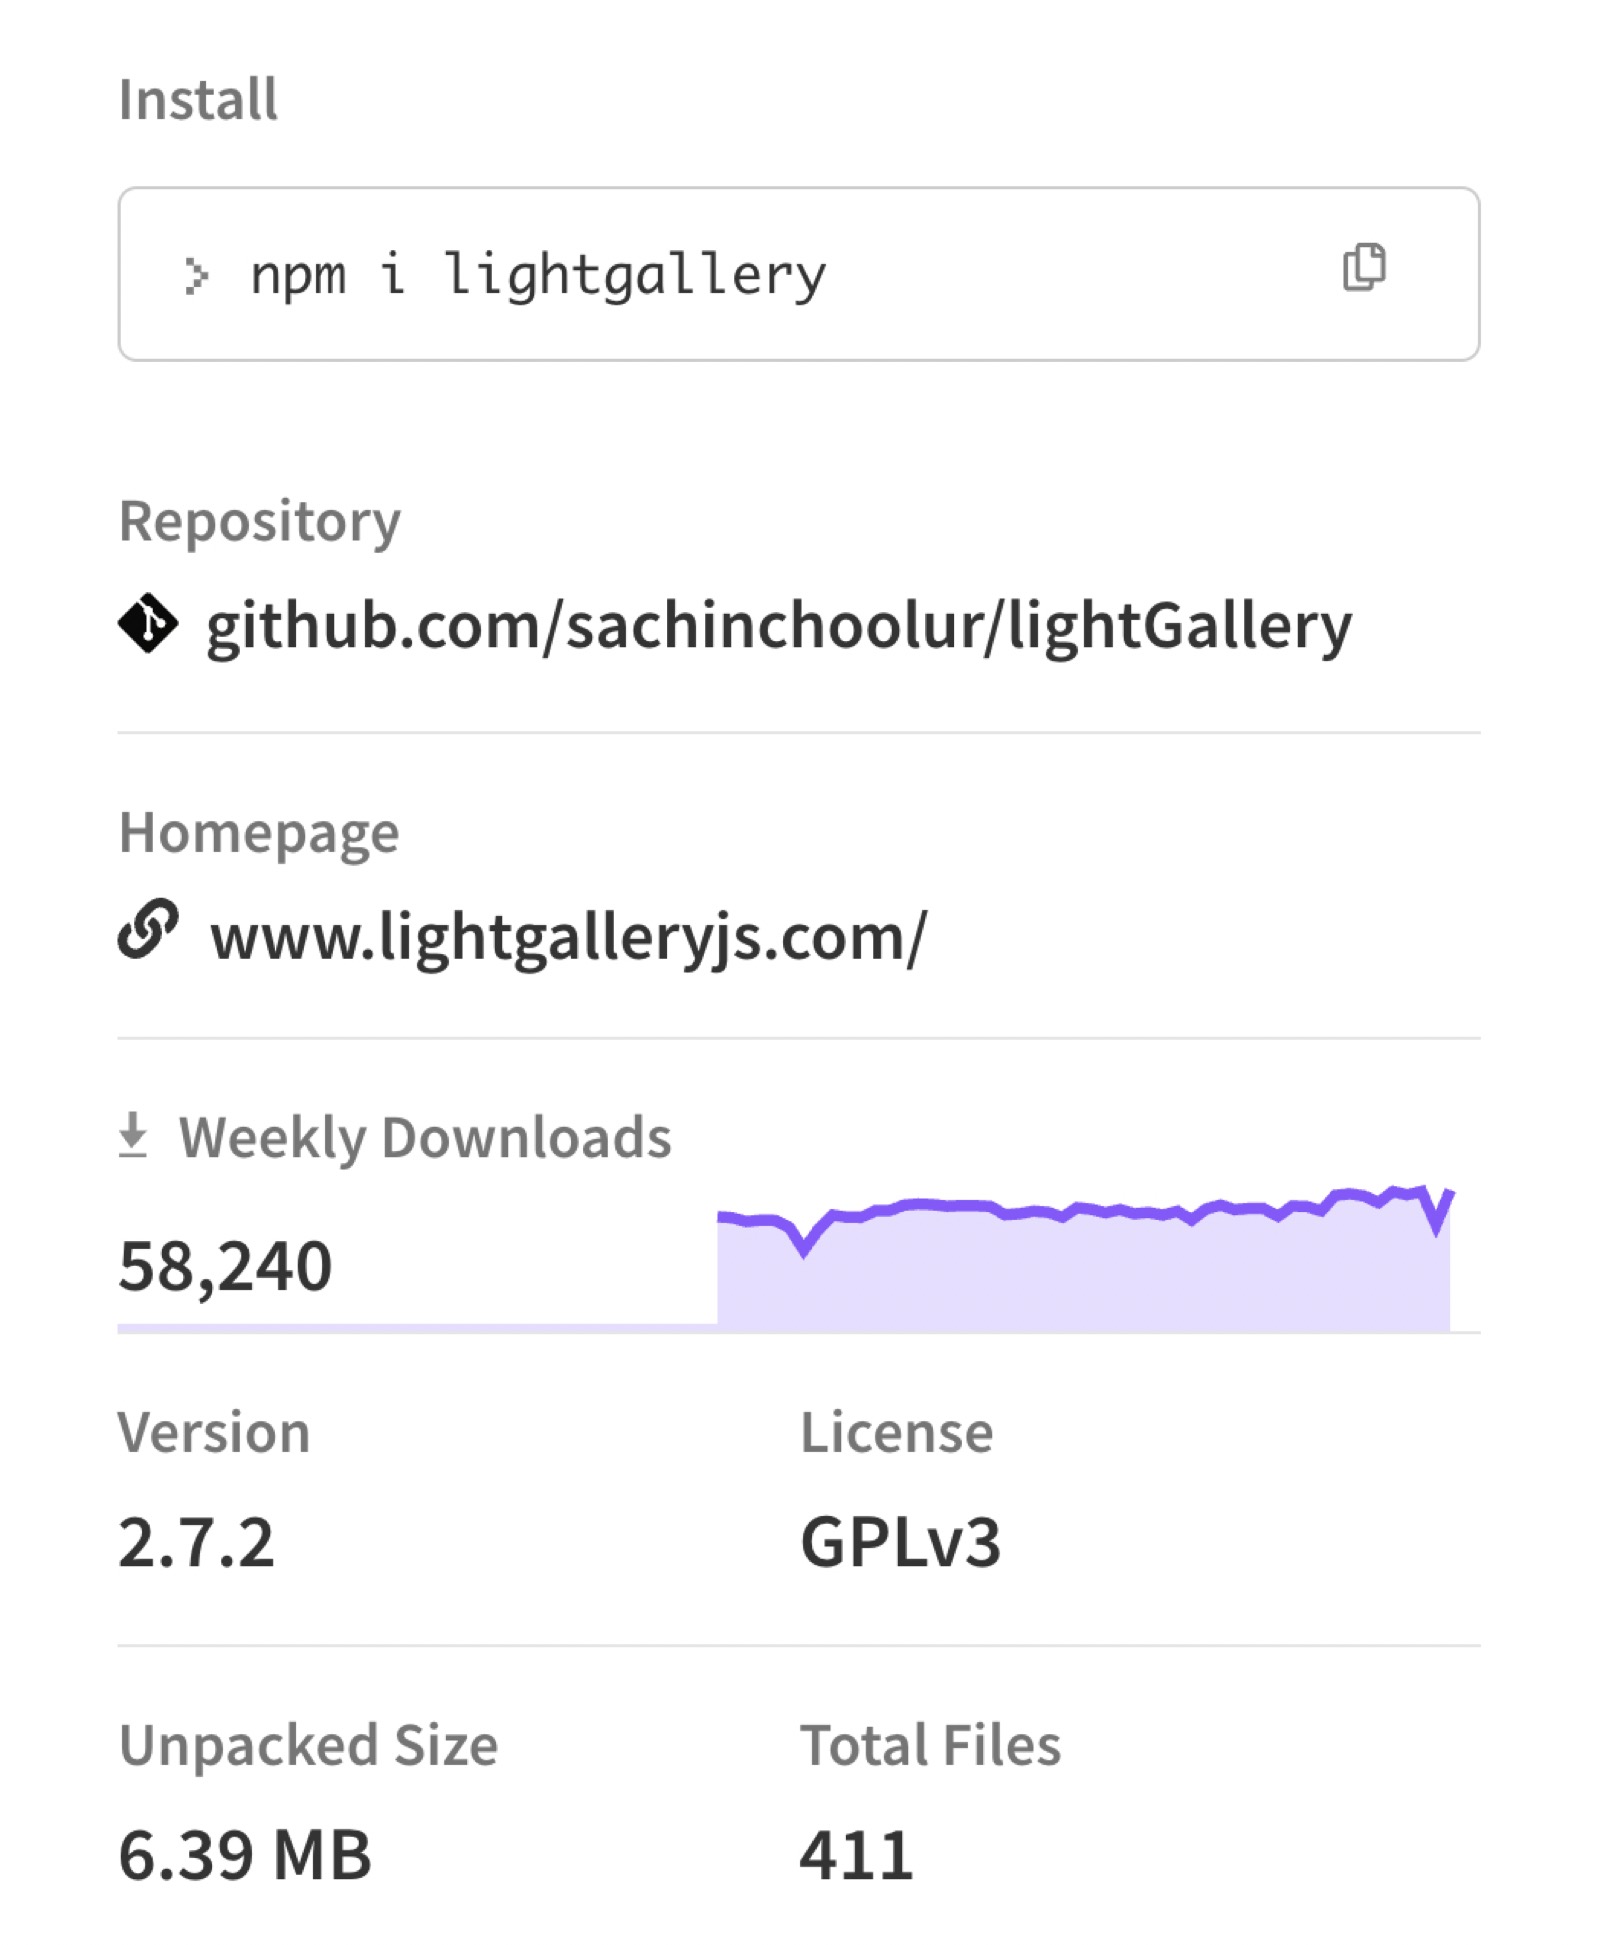 Install
npm i lightgallery
Repository
github.com/sachinchoolur/lightGallery
Homepage
www.lightgalleryjs.com/
Weekly Downloads
58,240
Version
License
2.7.2
GPLv3
Unpacked Size
Total Files
6.39 MB
411